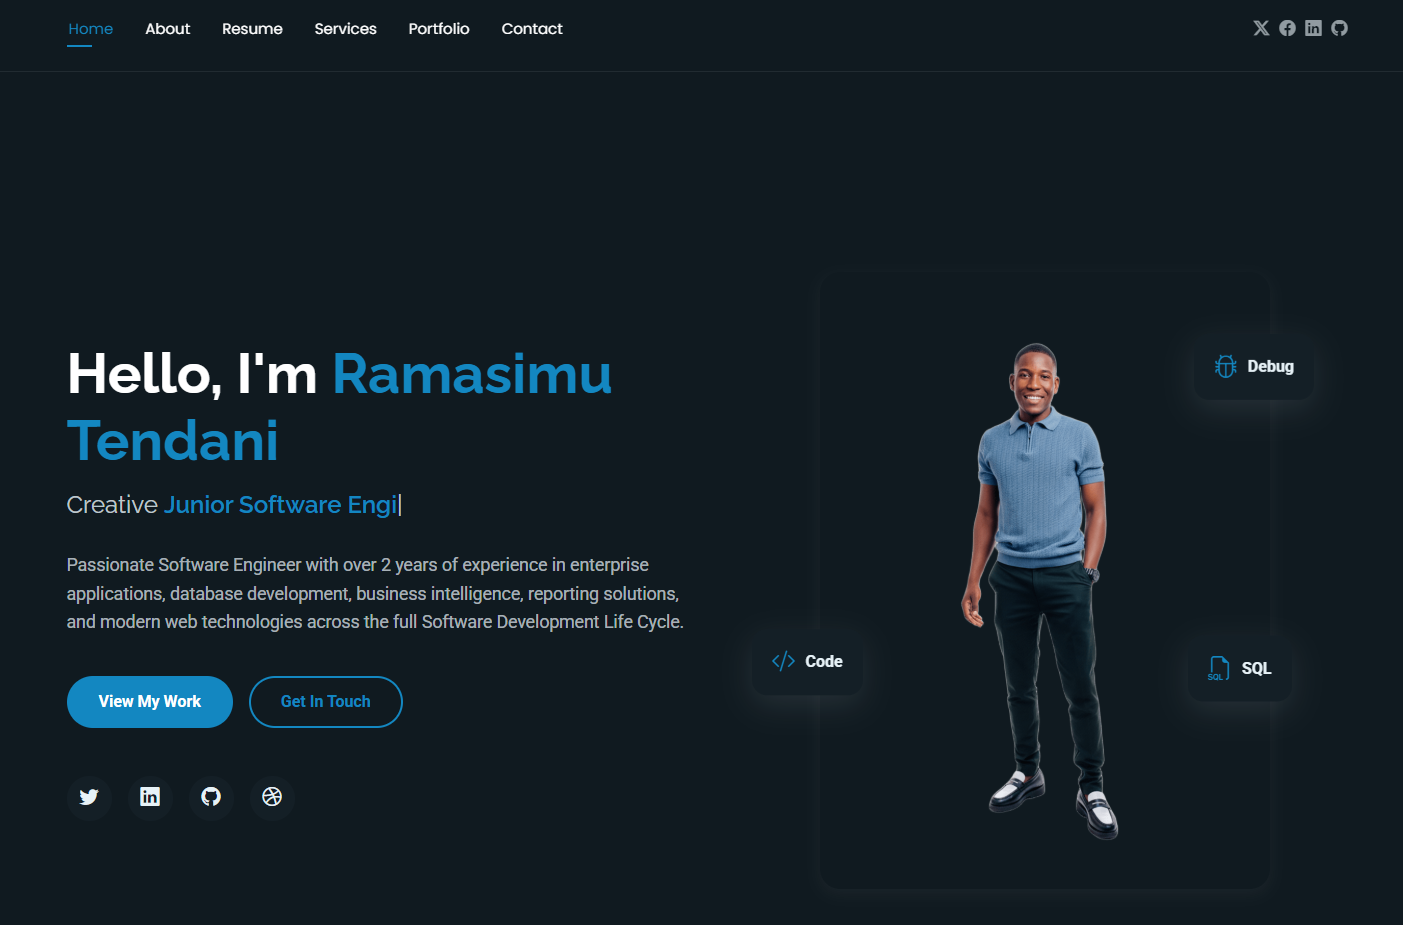 Home About Resume Services Portfolio Contact
Hello, I'm Ramasimu
Tendani
Creative Junior Software Engi
Passionate Software Engineer with over 2 years of experience in enterprise
applications, database development, business intelligence, reporting solutions,
and modern web technologies across the full Software Development Life Cycle.
View My Work
Get In Touch
Debug
Code
SQL
SQL